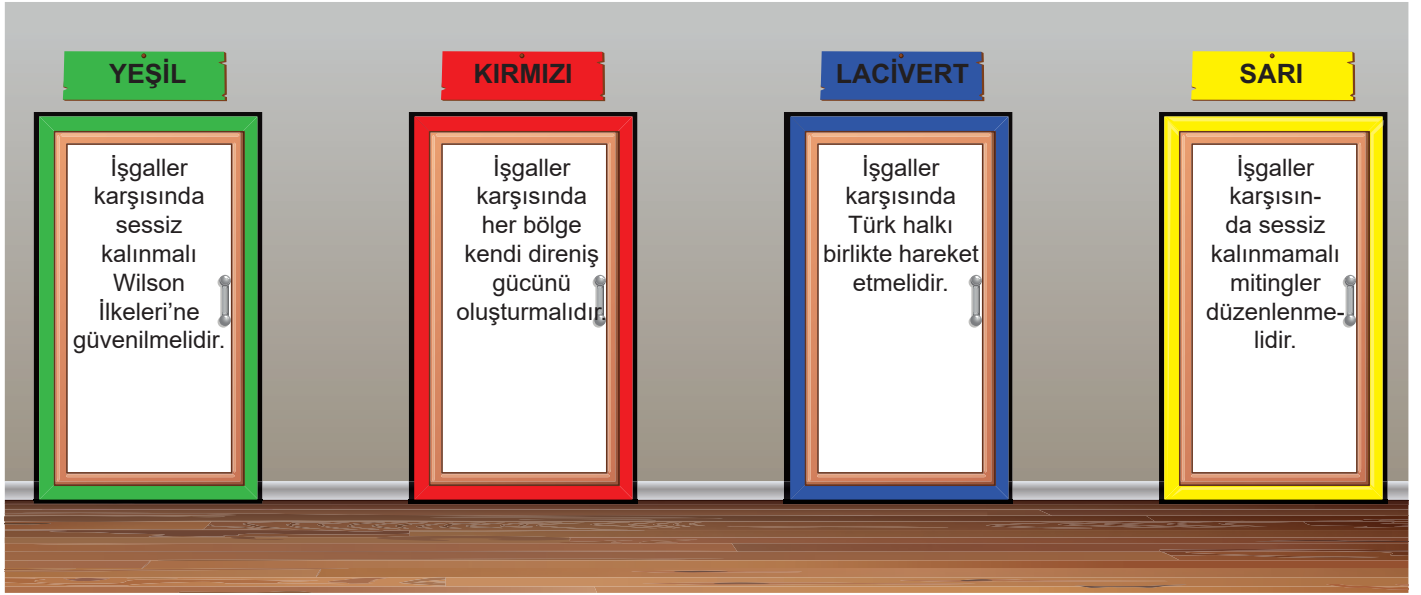 YEŞİL
İşgaller
karşısında
sessiz
kalınmalı
Wilson
İlkeleri’ne
güvenilmelidir.
KIRMIZI
İşgaller
karşısında
her bölge
kendi direniş
gücünü
oluşturmalıdır.
LACİVERT
İşgaller
karşısında
Türk halkı
birlikte hareket
etmelidir.
SARI
İşgaller
karşısın-
da sessiz
kalınmamalı
mitingler
düzenlenme-
lidir.